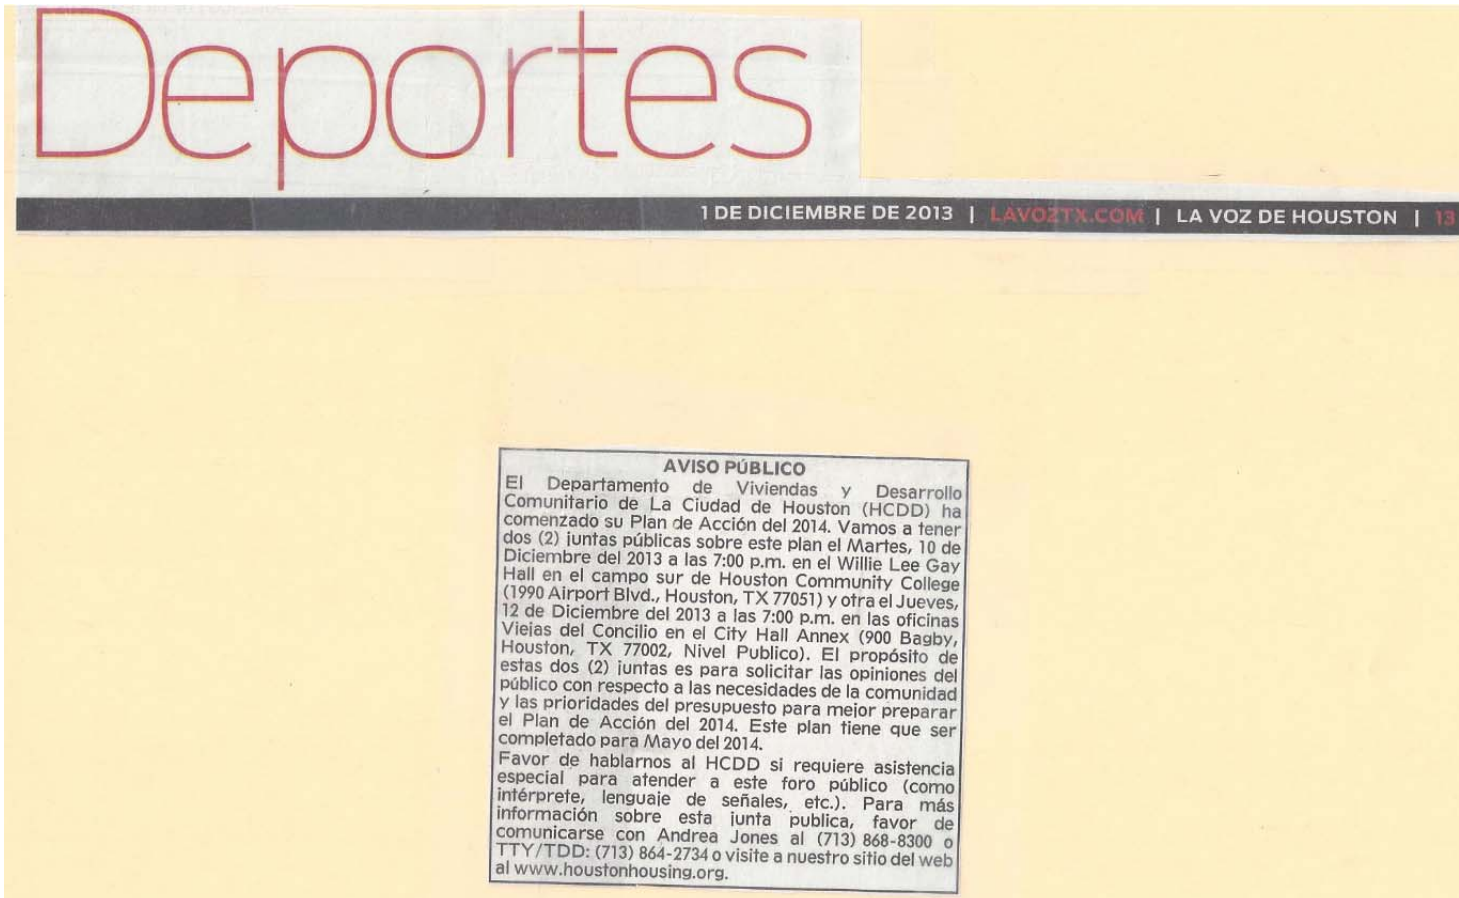 Deportes
1 DE DICIEMBRE DE 2013 | LAVOZTX.COM | LA VOZ DE HOUSTON | 13
AVISO PÚBLICO
El Departamento de Viviendas y Desarrollo
Comunitario de La Ciudad de Houston (HCDD) ha
comenzado su Plan de Acción del 2014. Vamos a tener
dos (2) juntas públicas sobre este plan el Martes, 10 de
Diciembre del 2013 a las 7:00 p.m. en el Willie Lee Gay
Hall en el campo sur de Houston Community College
(1990 Airport Blvd., Houston, TX 77051) y otra el Jueves,
12 de Diciembre del 2013 a las 7:00 p.m. en las oficinas
Viejas del Concilio en el City Hall Annex (900 Bagby,
Houston, TX 77002, Nivel Publico). El propósito de
estas dos (2) juntas es para solicitar las opiniones del
público con respecto a las necesidades de la comunidad
y las prioridades del presupuesto para mejor preparar
el Plan de Acción del 2014. Este plan tiene que ser
completado para Mayo del 2014.
Favor de hablarnos al HCDD si requiere asistencia
especial para atender a este foro público (como
intérprete, lenguaje de señales, etc.). Para más
información sobre esta junta publica, favor de
comunicarse con Andrea Jones al (713) 868-8300 o
TTY/TDD: (713) 864-2734 o visite a nuestro sitio del web
al www.houstonhousing.org.